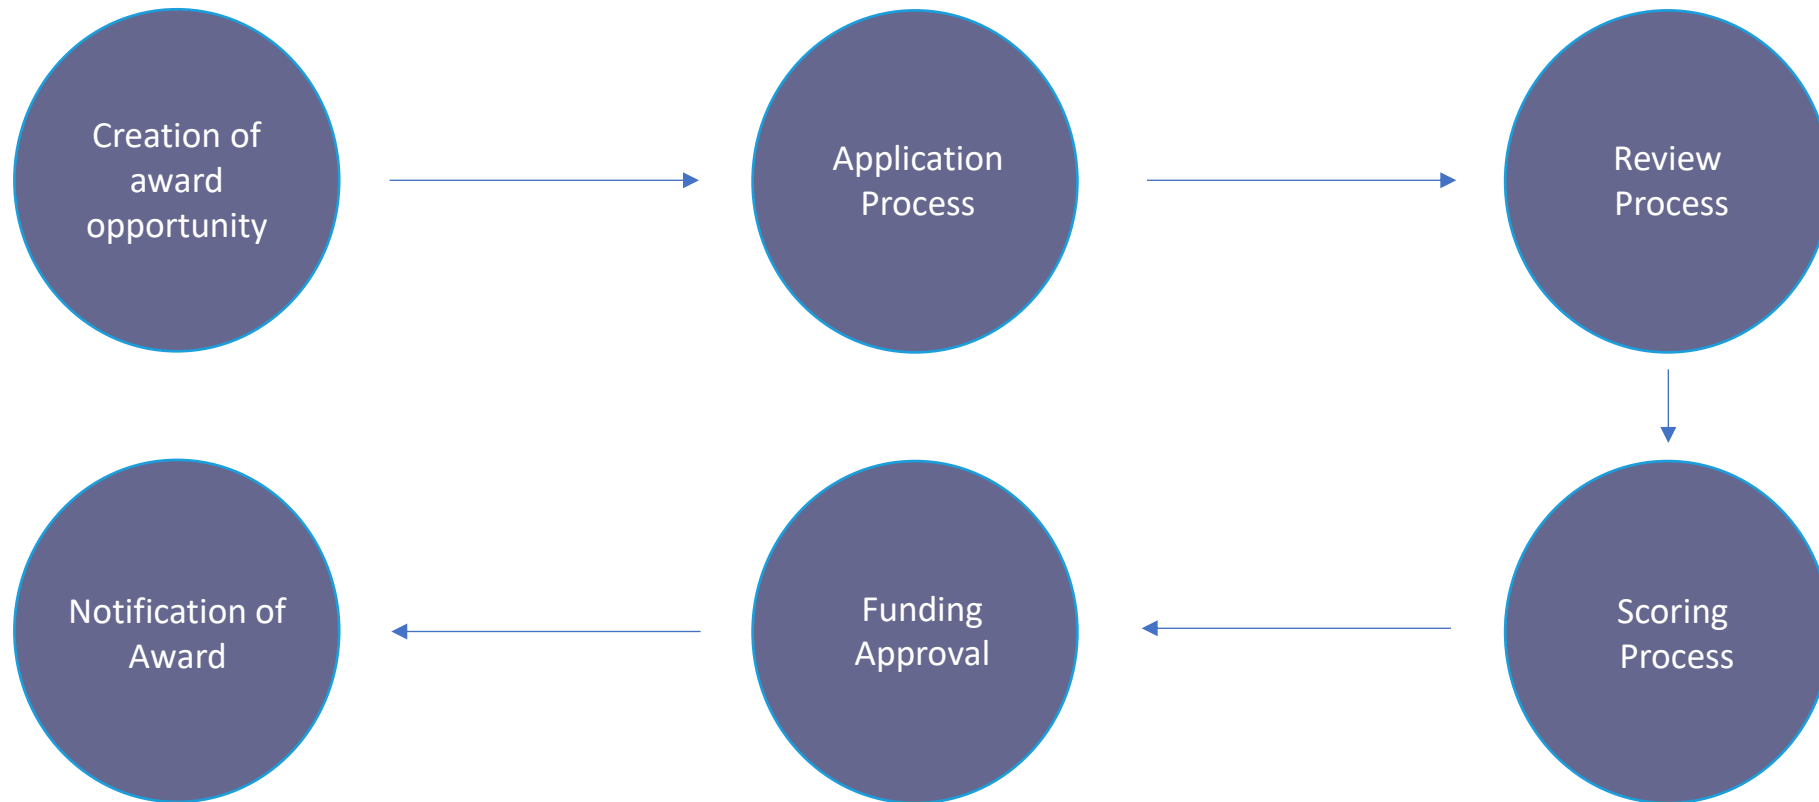 Creation of
award
opportunity
Application
Process
Review
Process
Scoring
Process
Funding
Approval
Notification of
Award